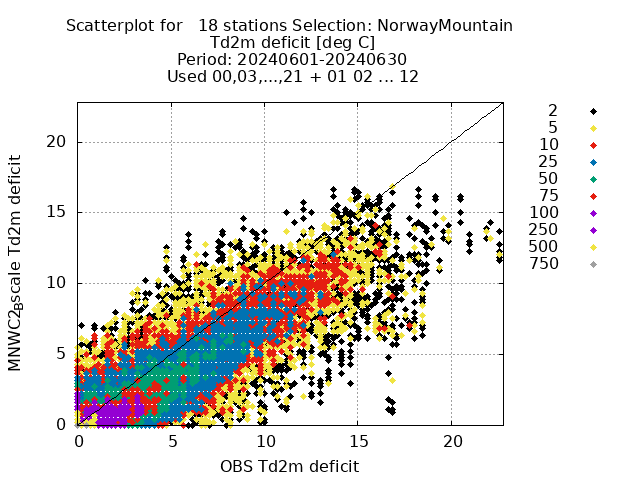 Scatterplot for   18 stations Selection: NorwayMountain
Td2m deficit [deg C]
Period: 20240601-20240630
Used 00,03,...,21 + 01 02 ... 12
MNWC2Bscale Td2m deficit
20
15
10
5
0
0 5 10 15 20
OBS Td2m deficit
2
5
10
25
50
75
100
250
500
750